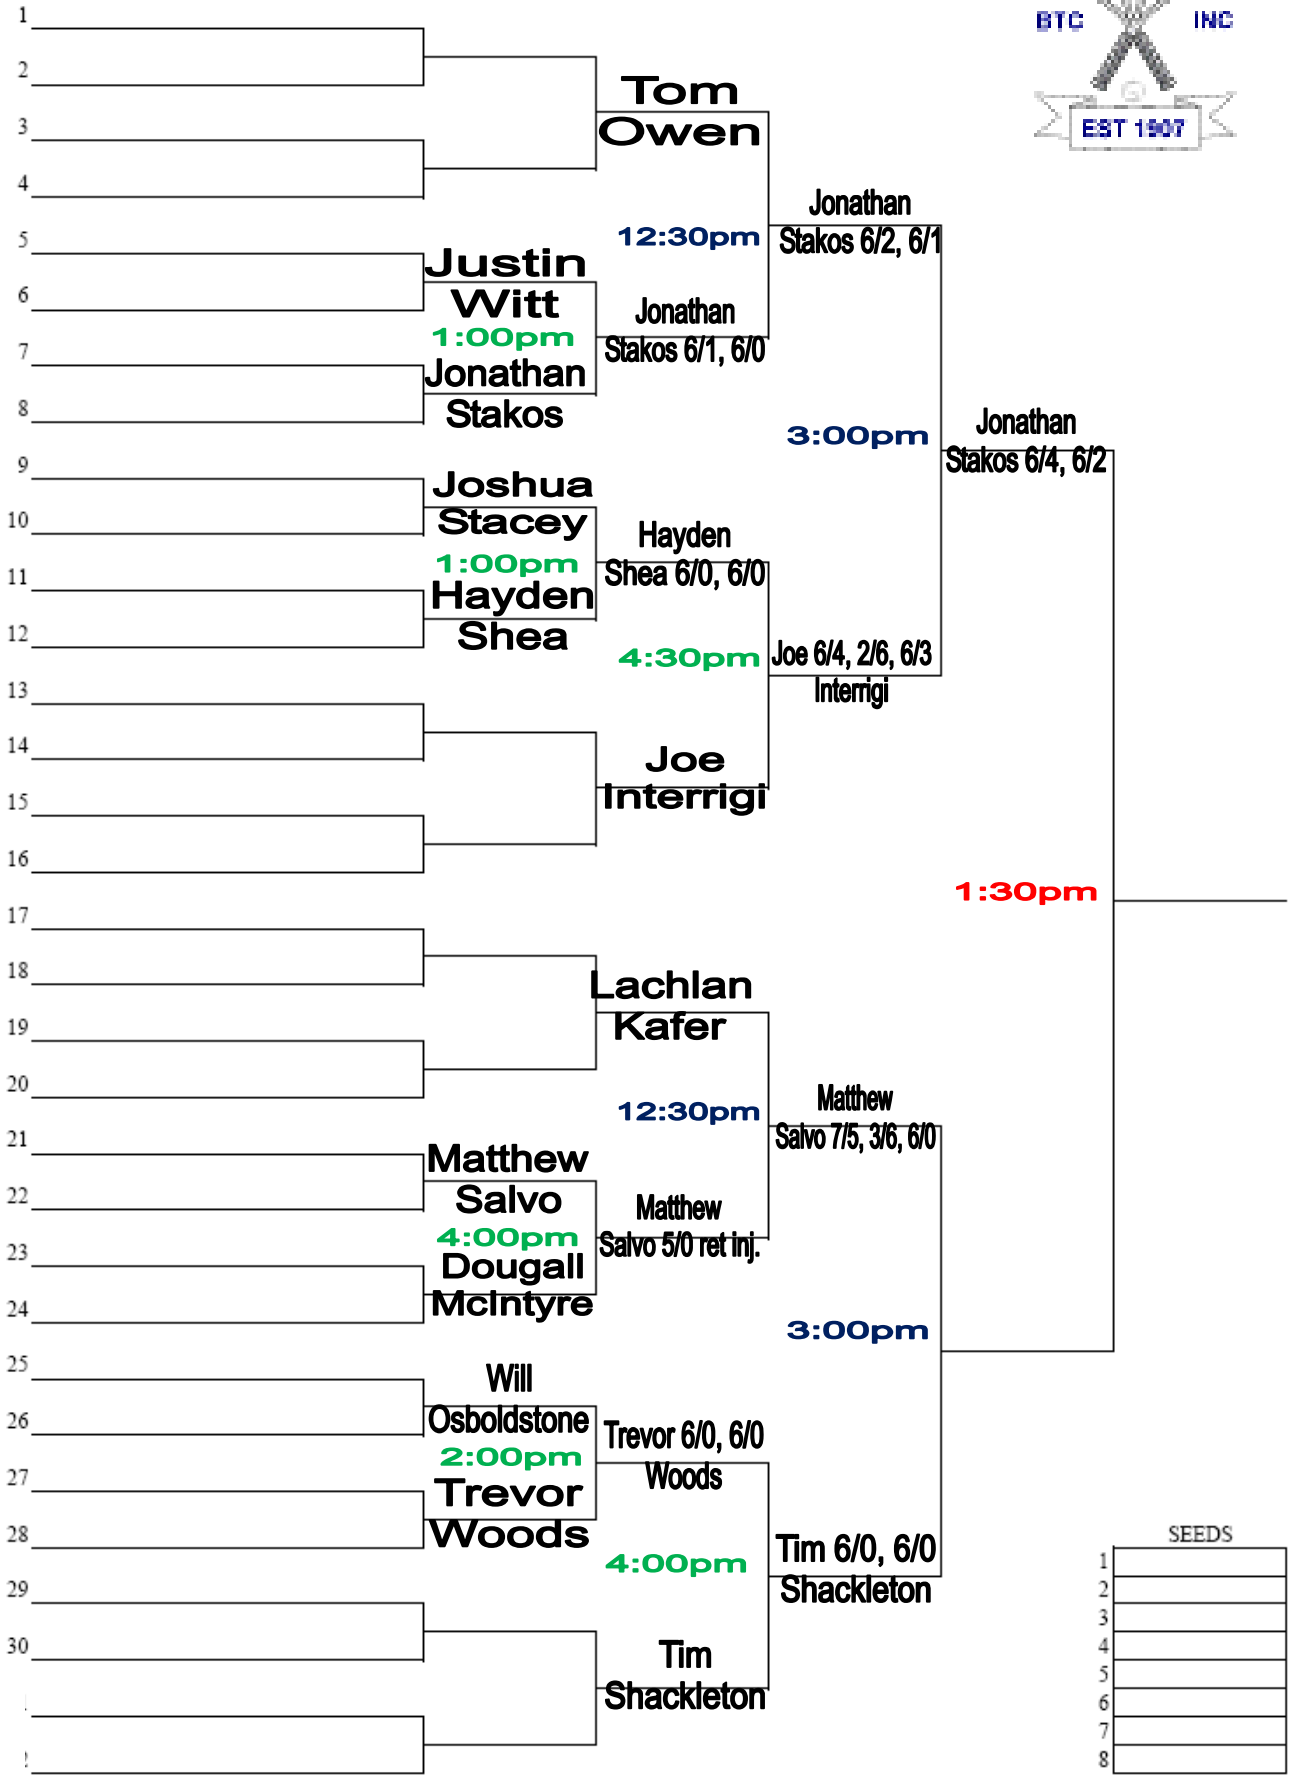 BTC INC
EST 1907
1
2
3
4
5
6
7
8
9
10
11
12
13
14
15
16
17
18
19
20
21
22
23
24
25
26
27
28
29
30
Justin
Witt
1:00pm
Jonathan
Stakos
Joshua
Stacey
1:00pm
Hayden
Shea
Matthew
Salvo
4:00pm
Dougall
McIntyre
Will
Osboldstone
2:00pm
Trevor
Woods
Tom
Owen
12:30pm
Jonathan
Stakos 6/1, 6/0
Hayden
Shea 6/0, 6/0
4:30pm
Joe
Interrigi
Lachlan
Kafer
12:30pm
Matthew
Salvo 5/0 ret inj.
Trevor 6/0, 6/0
Woods
4:00pm
Tim
Shackleton
Jonathan
Stakos 6/2, 6/1
3:00pm
Joe 6/4, 2/6, 6/3
Interrigi
Matthew
Salvo 7/5, 3/6, 6/0
3:00pm
Tim 6/0, 6/0
Shackleton
Jonathan
Stakos 6/4, 6/2
1:30pm
SEEDS
1
2
3
4
5
6
7
8